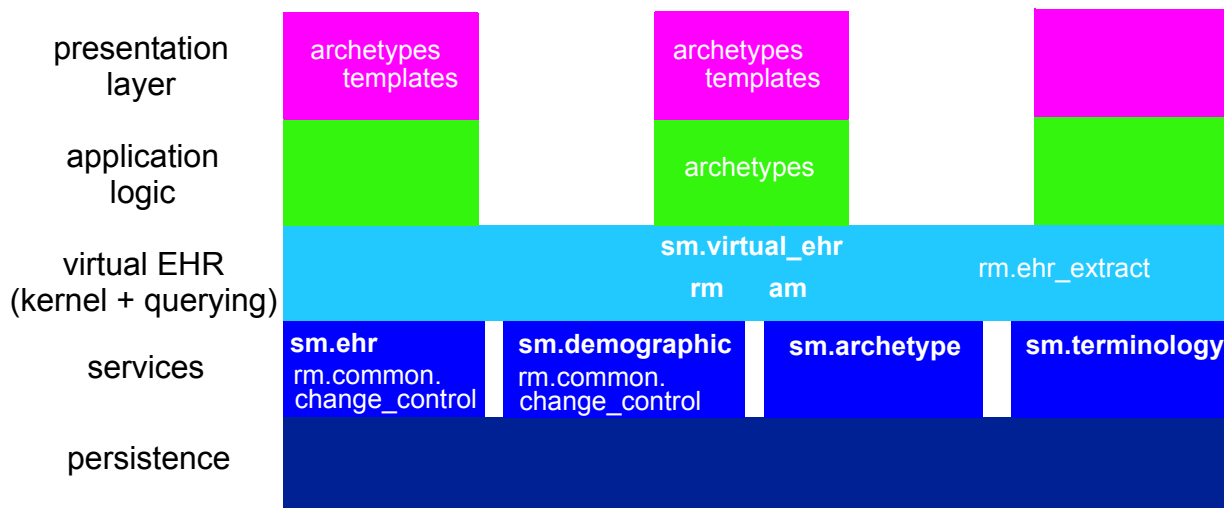 presentation
layer
archetypes
templates
archetypes
templates
application
logic
archetypes
virtual EHR
(kernel + querying)
sm.virtual_ehr
rm am
rm.ehr_extract
services
sm.ehr
rm.common.
change_control
sm.demographic
rm.common.
change_control
sm.archetype
sm.terminology
persistence